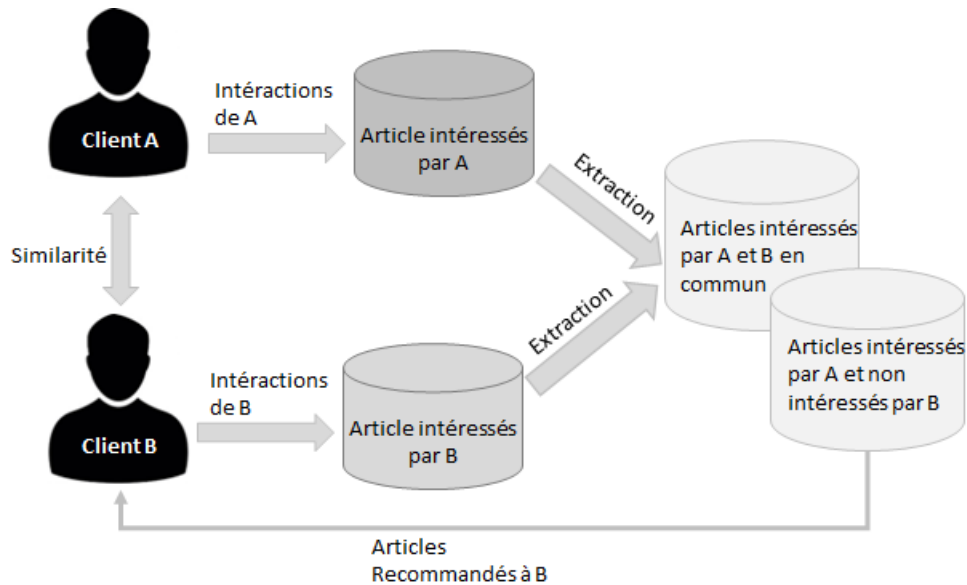 Intéractions
de A
Client A
Article intéressés
par A
Extraction
Similarité
Articles intéressés
par A et B en
commun
Extraction
Articles intéressés
par A et non
intéressés par B
Intéractions
de B
Client B
Article intéressés
par B
Articles
Recommandés à B